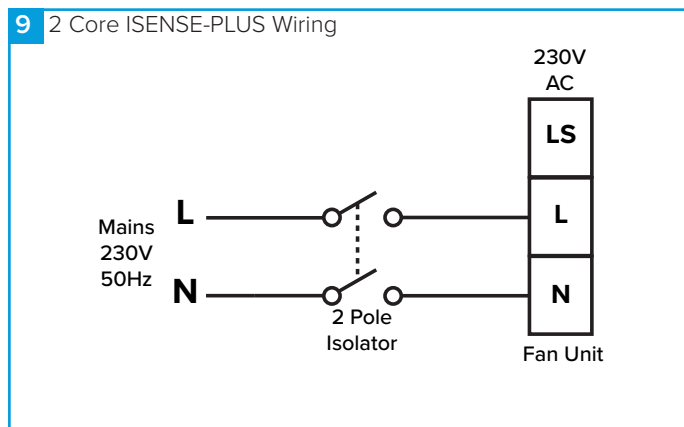 9 2 Core ISENSE-PLUS Wiring
230V
AC
LS
L
L
Mains
230V
50Hz
N
N
2 Pole
Isolator
Fan Unit